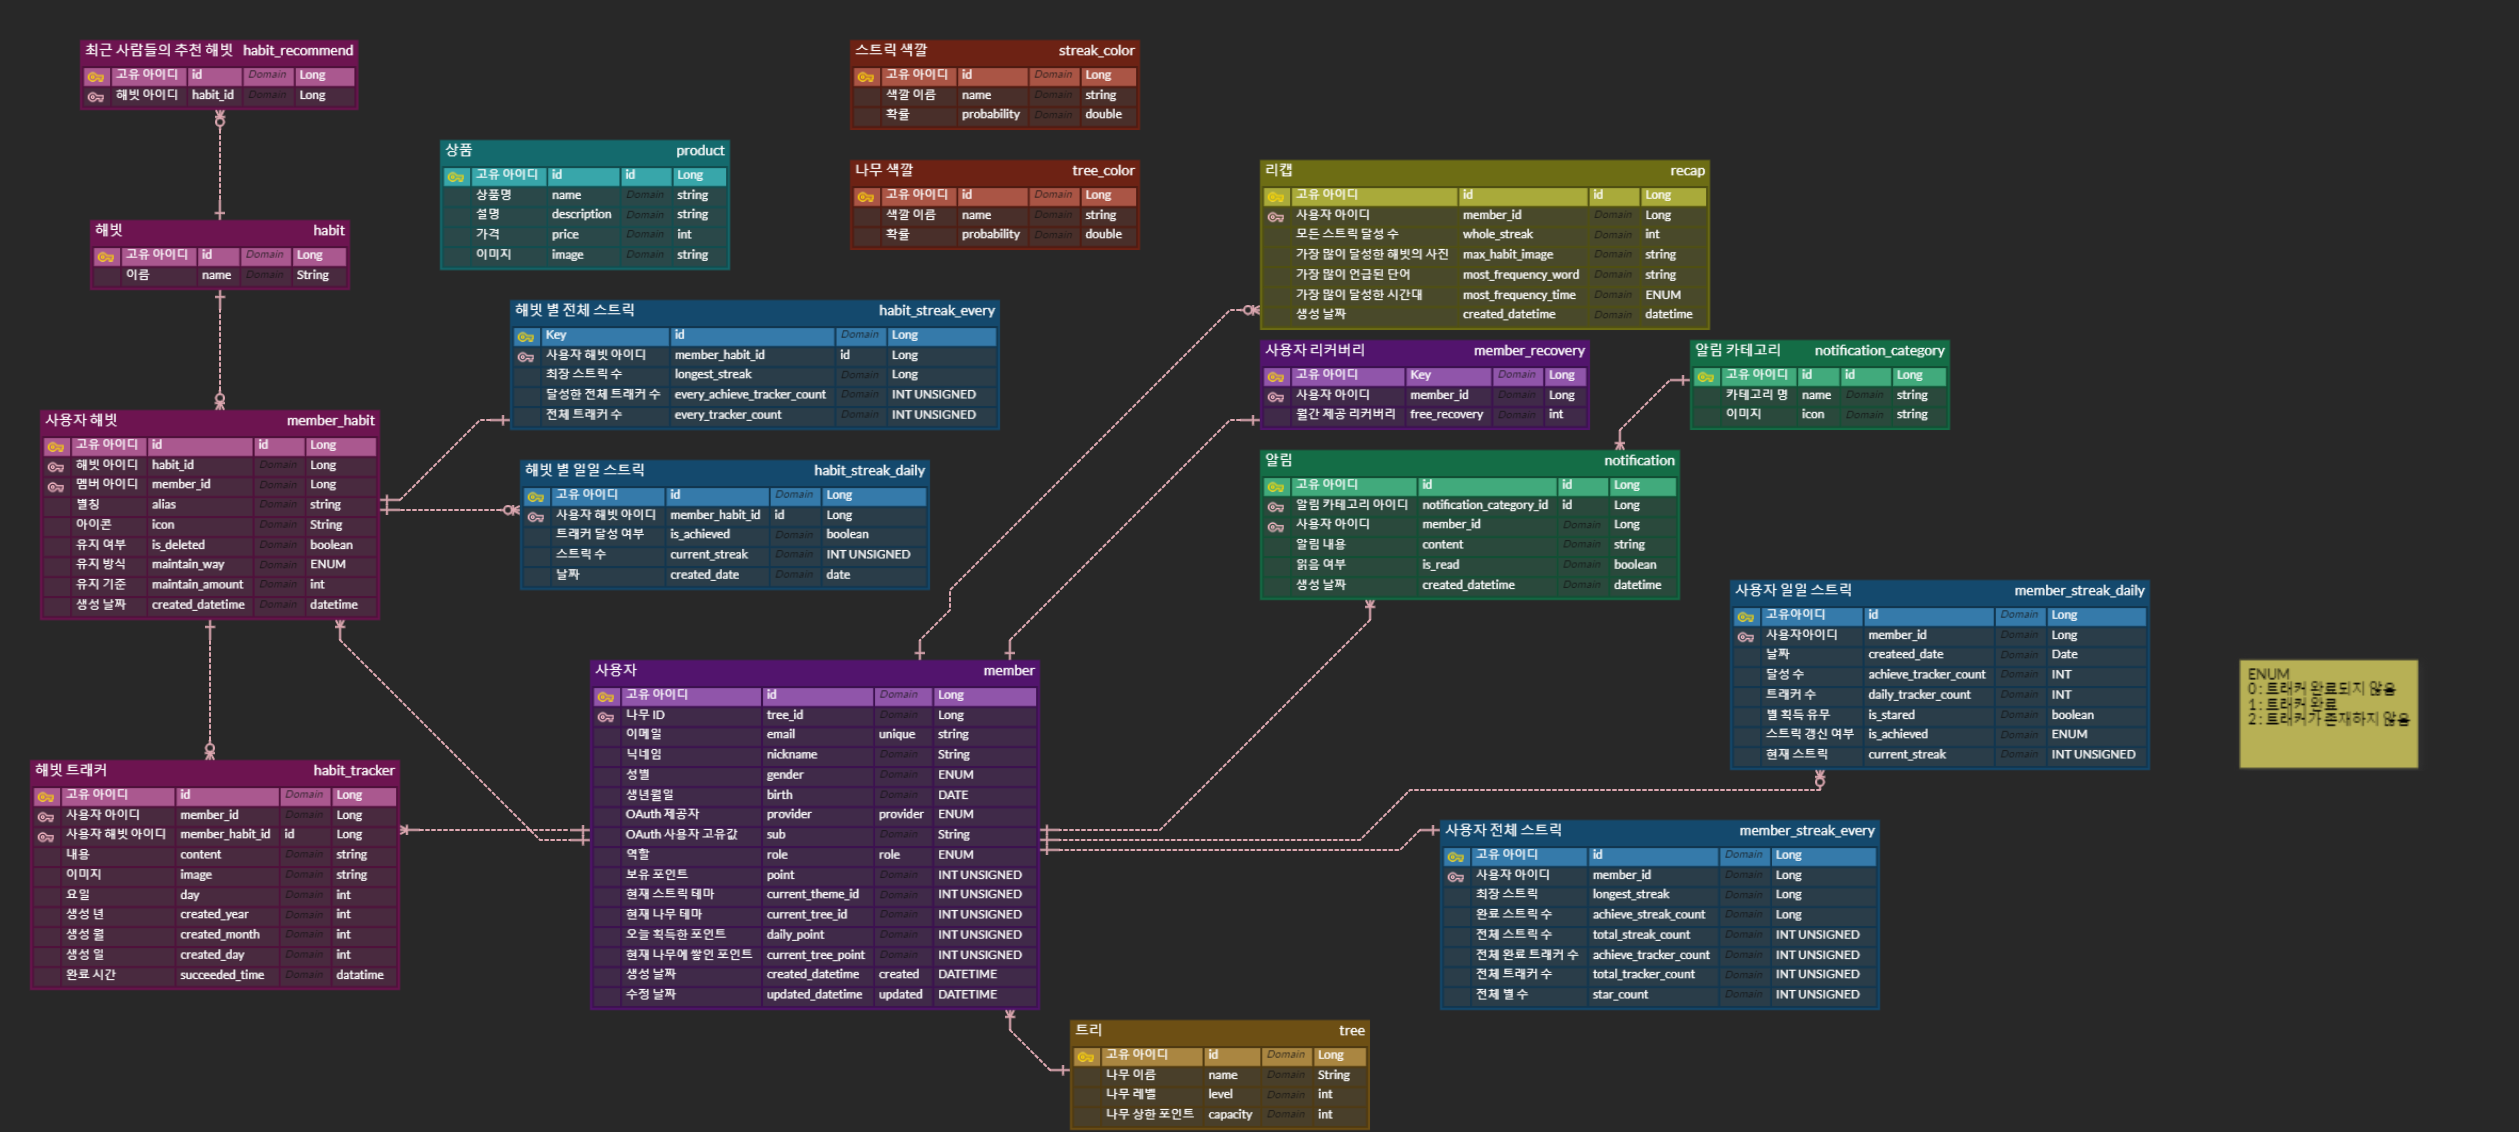 최근 사람들의 추천 해빗 habit_recommend
고유 아이디 id Domain Long
해빗 아이디 habit_id Domain Long
스트릭 색깔 streak_color
고유 아이디 id Domain Long
색깔 이름 name Domain string
확률 probability Domain double
상품 product
고유 아이디 id id Long
상품명 name Domain string
설명 description Domain string
가격 price Domain int
이미지 image Domain string
나무 색깔 tree_color
고유 아이디 id Domain Long
색깔 이름 name Domain string
확률 probability Domain double
리캡 recap
고유 아이디 id id Long
사용자 아이디 member_id Domain Long
모든 스트릭 달성 수 whole_streak Domain int
가장 많이 달성한 해빗의 사진 max_habit_image Domain string
가장 많이 언급된 단어 most_frequency_word Domain string
가장 많이 달성한 시간대 most_frequency_time Domain ENUM
생성 날짜 created_datetime Domain datetime
해빗 habit
고유 아이디 id Domain Long
이름 name Domain String
해빗 별 전체 스트릭 habit_streak_every
Key id Domain Long
사용자 해빗 아이디 member_habit_id id Long
최장 스트릭 수 longest_streak Domain Long
달성한 전체 트래커 수 every_achieve_tracker_count Domain INT UNSIGNED
전체 트래커 수 every_tracker_count Domain INT UNSIGNED
사용자 리커버리 member_recovery
고유 아이디 Key Domain Long
사용자 아이디 member_id Domain Long
월간 제공 리커버리 free_recovery Domain int
알림 카테고리 notification_category
고유 아이디 id id Long
카테고리 명 name Domain string
이미지 icon Domain string
사용자 해빗 member_habit
고유 아이디 id id Long
해빗 아이디 habit_id Domain Long
멤버 아이디 member_id Domain Long
별칭 alias Domain string
아이콘 icon Domain String
유지 여부 is_deleted Domain boolean
유지 방식 maintain_way Domain ENUM
유지 기준 maintain_amount Domain int
생성 날짜 created_datetime Domain datetime
해빗 별 일일 스트릭 habit_streak_daily
고유 아이디 id Domain Long
사용자 해빗 아이디 member_habit_id id Long
트래커 달성 여부 is_achieved Domain boolean
스트릭 수 current_streak Domain INT UNSIGNED
날짜 created_date Domain date
알림 notification
고유 아이디 id id Long
알림 카테고리 아이디 notification_category_id id Long
사용자 아이디 member_id Domain Long
알림 내용 content Domain string
읽음 여부 is_read Domain boolean
생성 날짜 created_datetime Domain datetime
사용자 일일 스트릭 member_streak_daily
고유아이디 id Domain Long
사용자아이디 member_id Domain Long
날짜 createed_date Domain Date
달성 수 achieve_tracker_count Domain INT
트래커 수 daily_tracker_count Domain INT
별 획득 유무 is_stared Domain boolean
스트릭 갱신 여부 is_achieved Domain ENUM
현재 스트릭 current_streak Domain INT UNSIGNED
ENUM
0 : 트래커 완료되지 않음
1 : 트래커 완료
2 : 트래커가 존재하지 않음
사용자 member
고유 아이디 id Domain Long
나무 ID tree_id Domain Long
이메일 email unique string
닉네임 nickname Domain String
성별 gender Domain ENUM
생년월일 birth Domain DATE
OAuth 제공자 provider provider ENUM
OAuth 사용자 고유값 sub Domain String
역할 role role ENUM
보유 포인트 point Domain INT UNSIGNED
현재 스트릭 테마 current_theme_id Domain INT UNSIGNED
현재 나무 테마 current_tree_id Domain INT UNSIGNED
오늘 획득한 포인트 daily_point Domain INT UNSIGNED
현재 나무에 쌓인 포인트 current_tree_point Domain INT UNSIGNED
생성 날짜 created_datetime created DATETIME
수정 날짜 updated_datetime updated DATETIME
해빗 트래커 habit_tracker
고유 아이디 id Domain Long
사용자 아이디 member_id Domain Long
사용자 해빗 아이디 member_habit_id id Long
내용 content Domain string
이미지 image Domain string
요일 day Domain int
생성 년 created_year Domain int
생성 월 created_month Domain int
생성 일 created_day Domain int
완료 시간 succeeded_time Domain datatime
사용자 전체 스트릭 member_streak_every
고유 아이디 id Domain Long
사용자 아이디 member_id Domain Long
최장 스트릭 longest_streak Domain Long
완료 스트릭 수 achieve_streak_count Domain Long
전체 스트릭 수 total_streak_count Domain INT UNSIGNED
전체 완료 트래커 수 achieve_tracker_count Domain INT UNSIGNED
전체 트래커 수 total_tracker_count Domain INT UNSIGNED
전체 별 수 star_count Domain INT UNSIGNED
트리 tree
고유 아이디 id Domain Long
나무 이름 name Domain String
나무 레벨 level Domain int
나무 상한 포인트 capacity Domain int